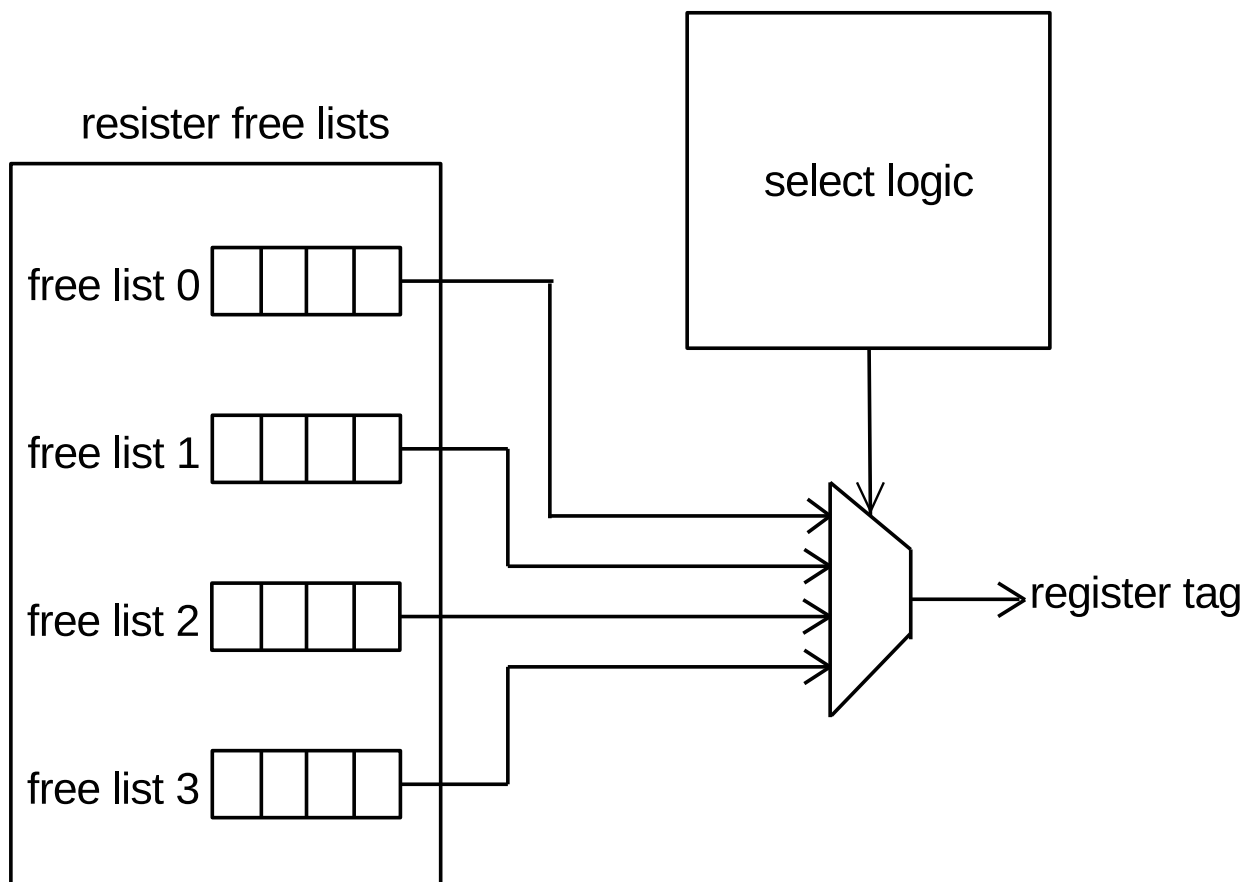 resister free lists
select logic
free list 0
free list 1
free list 2
register tag
free list 3